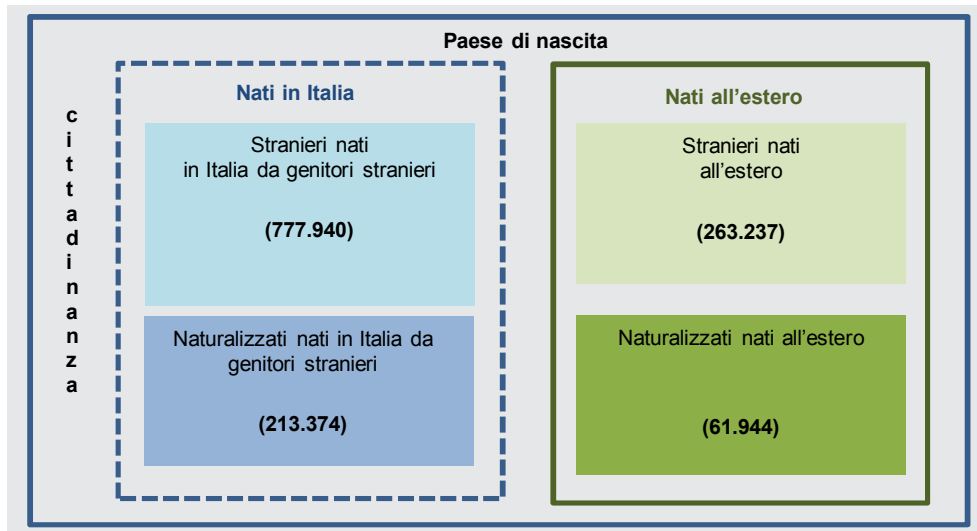 Paese di nascita
cittadinanza
Nati in Italia
Stranieri nati
in Italia da genitori stranieri
(777.940)
Naturalizzati nati in Italia da
genitori stranieri
(213.374)
Nati all'estero
Stranieri nati
all'estero
(263.237)
Naturalizzati nati all'estero
(61.944)